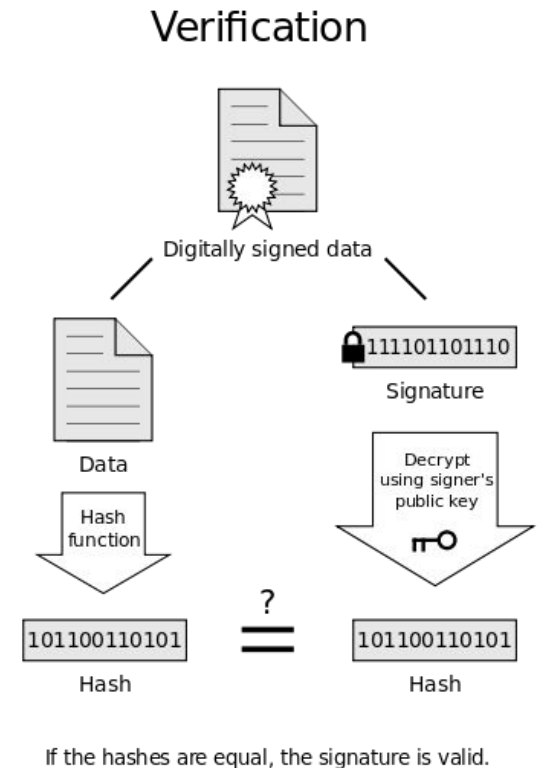 Verification
Digitally signed data
111101101110
Signature
Data
Decrypt
using signer's
public key
Hash
function
?
101100110101
101100110101
Hash
Hash
If the hashes are equal, the signature is valid.